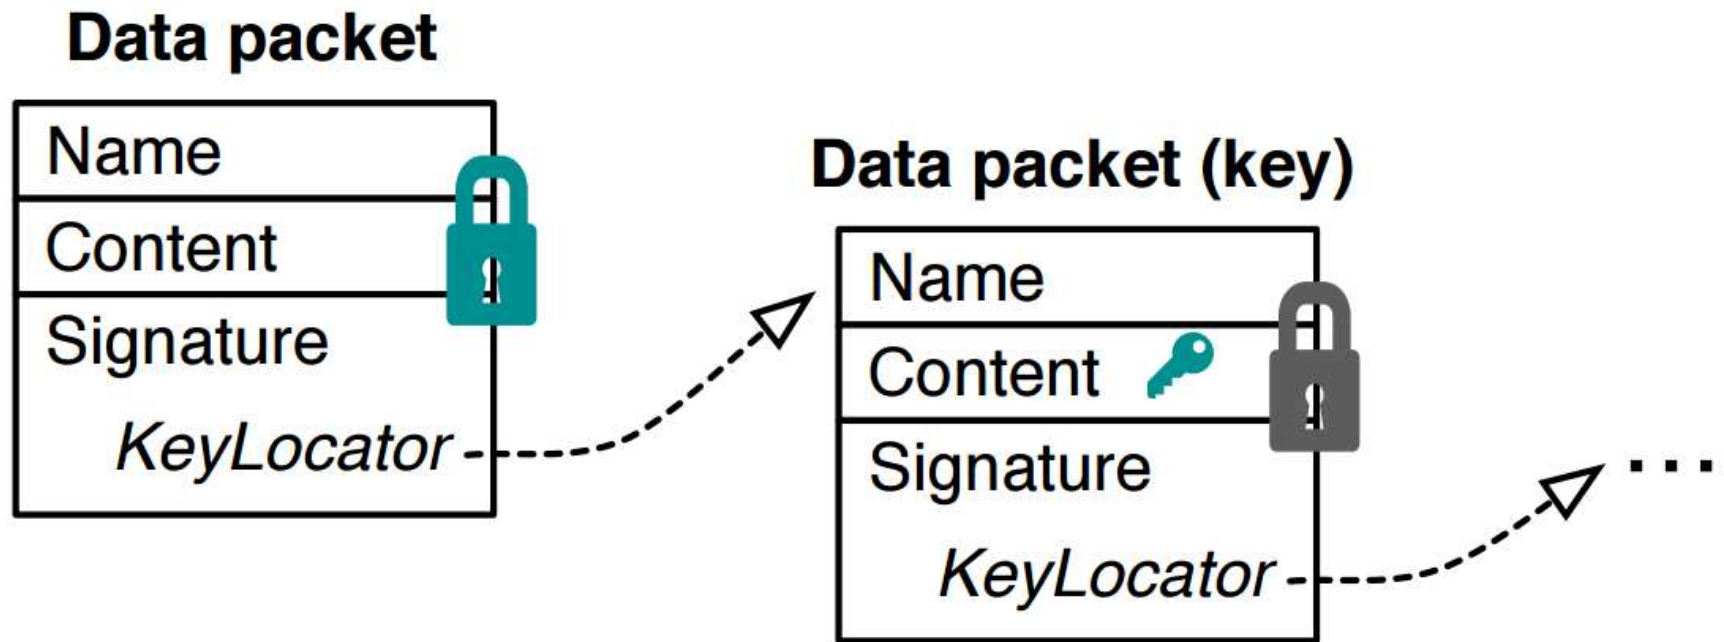 Data packet
Name
Content
Signature
KeyLocator
Data packet (key)
Name
Content
Signature
KeyLocator
...